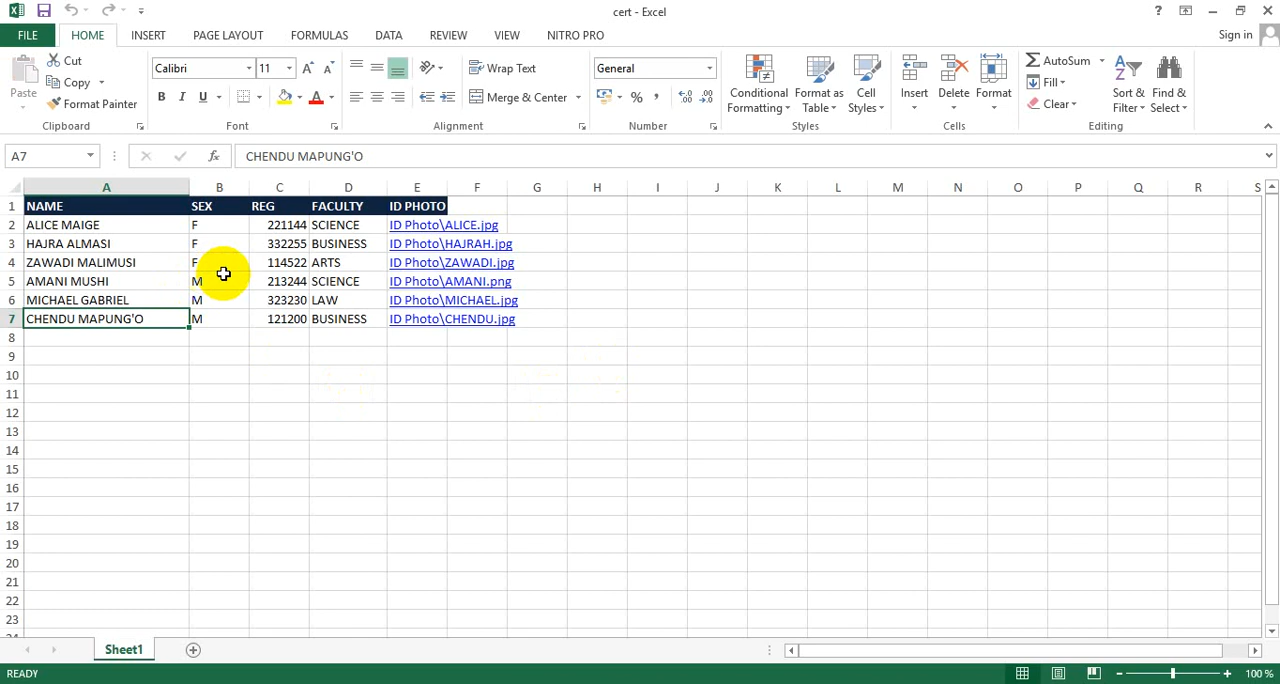 cert - Excel
? Sign in
FILE HOME INSERT PAGE LAYOUT FORMULAS DATA REVIEW VIEW NITRO PRO
Paste
Cut
Copy
Format Painter
Clipboard
Calibri 11
B I U
Font
Wrap Text
Merge & Center
Alignment
General
%
Number
Conditional Formatting
Format as Table
Cell Styles
Styles
Insert
Delete
Format
Cells
AutoSum
Fill
Clear
Sort & Filter
Find & Select
Editing
A7 fx CHENDU MAPUNG'O
A B C D E F G H I J K L M N O P Q R S
1 NAME SEX REG FACULTY ID PHOTO
2 ALICE MAIGE F 221144 SCIENCE ID Photo\ALICE.jpg
3 HAJRA ALMASI F 332255 BUSINESS ID Photo\HAJRAH.jpg
4 ZAWADI MALIMUSI F 114522 ARTS ID Photo\ZAWADI.jpg
5 AMANI MUSHI M 213244 SCIENCE ID Photo\AMANI.png
6 MICHAEL GABRIEL M 323230 LAW ID Photo\MICHAEL.jpg
7 CHENDU MAPUNG'O M 121200 BUSINESS ID Photo\CHENDU.jpg
8
9
10
11
12
13
14
15
16
17
18
19
20
21
22
23
Sheet1
READY
100 %